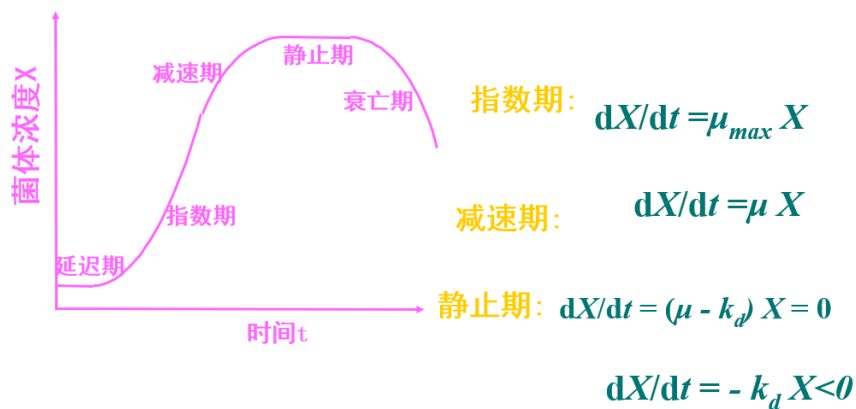 菌体浓度X
减速期
静止期
衰亡期
指数期
延迟期
时间t
指数期: dX/dt =μmax X
减速期: dX/dt =μ X
静止期: dX/dt = (μ - kd) X = 0
dX/dt = - kd X<0